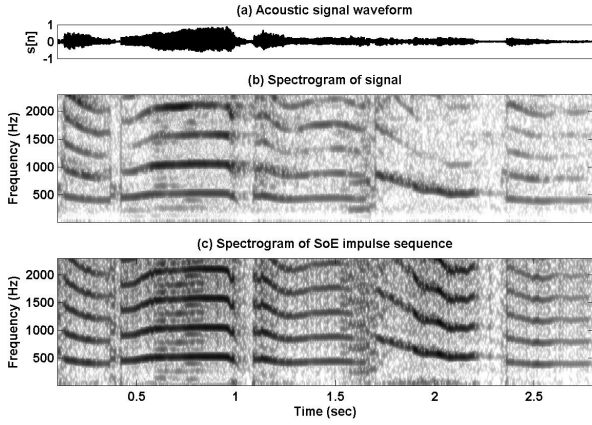 (a) Acoustic signal waveform
1
0
-1
s[n]
(b) Spectrogram of signal
2000
1500
1000
500
Frequency (Hz)
(c) Spectrogram of SoE impulse sequence
2000
1500
1000
500
Frequency (Hz)
0.5 1 1.5 2 2.5
Time (sec)